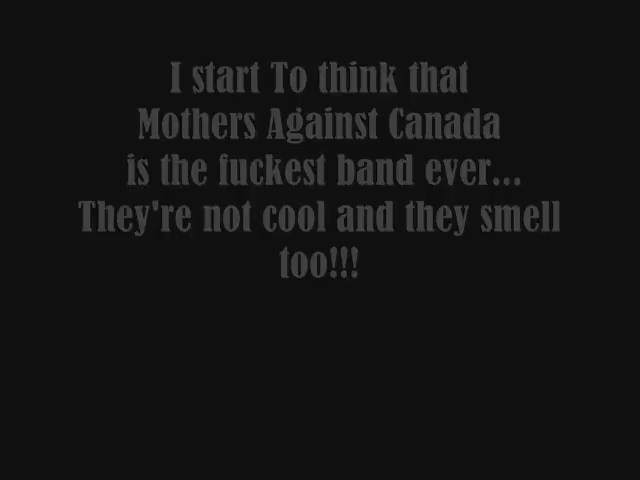 I start To think that
Mothers Against Canada
is the fuckest band ever...
They're not cool and they smell
too!!!